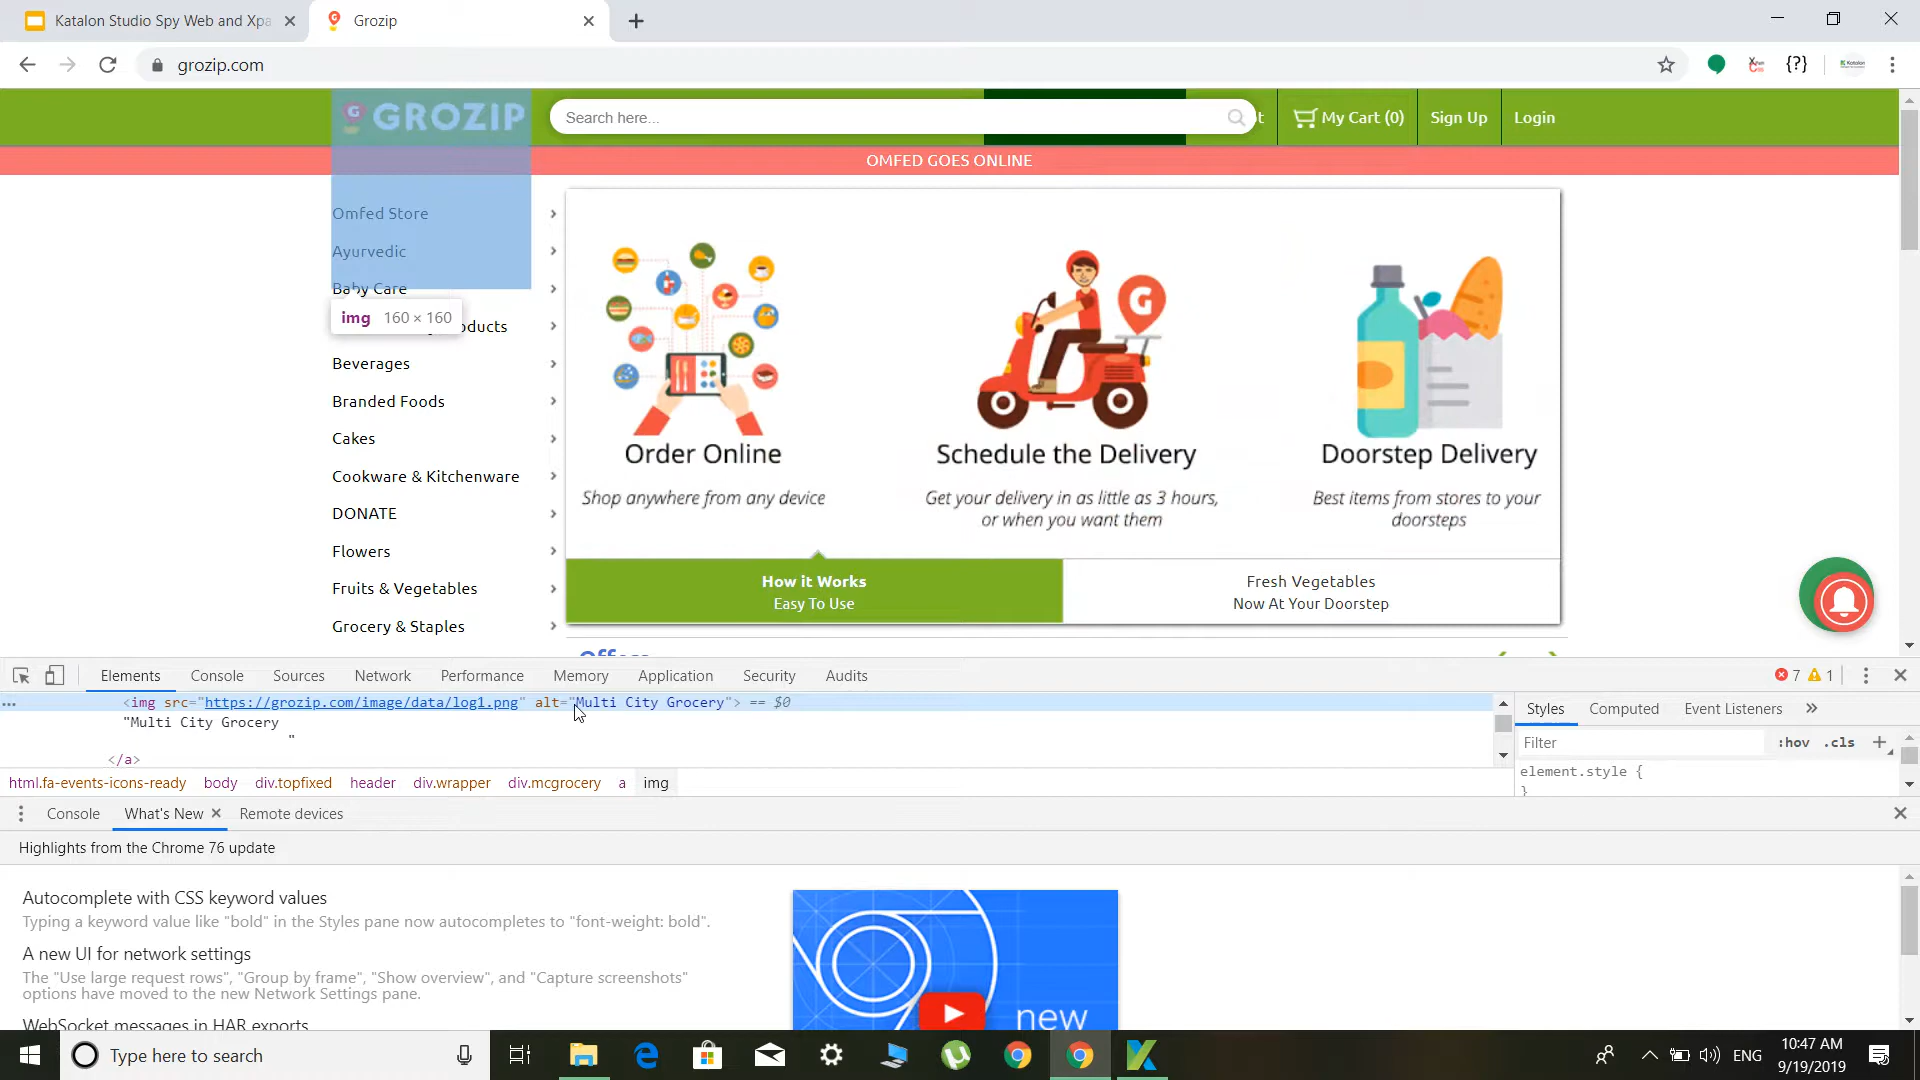 Katalon Studio Spy Web and Xpa
Grozip
grozip.com
GROZIP
Search here...
My Cart (0)
Sign Up
Login
OMFED GOES ONLINE
Omfed Store
Ayurvedic
Baby Care
img 160 × 160
Beverages
Branded Foods
Cakes
Cookware & Kitchenware
DONATE
Flowers
Fruits & Vegetables
Grocery & Staples
Order Online
Shop anywhere from any device
Schedule the Delivery
Get your delivery in as little as 3 hours,
or when you want them
Doorstep Delivery
Best items from stores to your
doorsteps
How it Works
Easy To Use
Fresh Vegetables
Now At Your Doorstep
Elements Console Sources Network Performance Memory Application Security Audits 7 1
<img src="https://grozip.com/image/data/log1.png" alt="Multi City Grocery"> == $0
"Multi City Grocery
"
</a>
html.fa-events-icons-ready body div.topfixed header div.wrapper div.mcgrocery a img
Styles Computed Event Listeners »
Filter :hov .cls +
element.style {
}
Console What's New Remote devices
Highlights from the Chrome 76 update
Autocomplete with CSS keyword values
Typing a keyword value like "bold" in the Styles pane now autocompletes to "font-weight: bold".
A new UI for network settings
The "Use large request rows", "Group by frame", "Show overview", and "Capture screenshots"
options have moved to the new Network Settings pane.
WebSocket messages in HAR exports
new
Type here to search
ENG
10:47 AM
9/19/2019